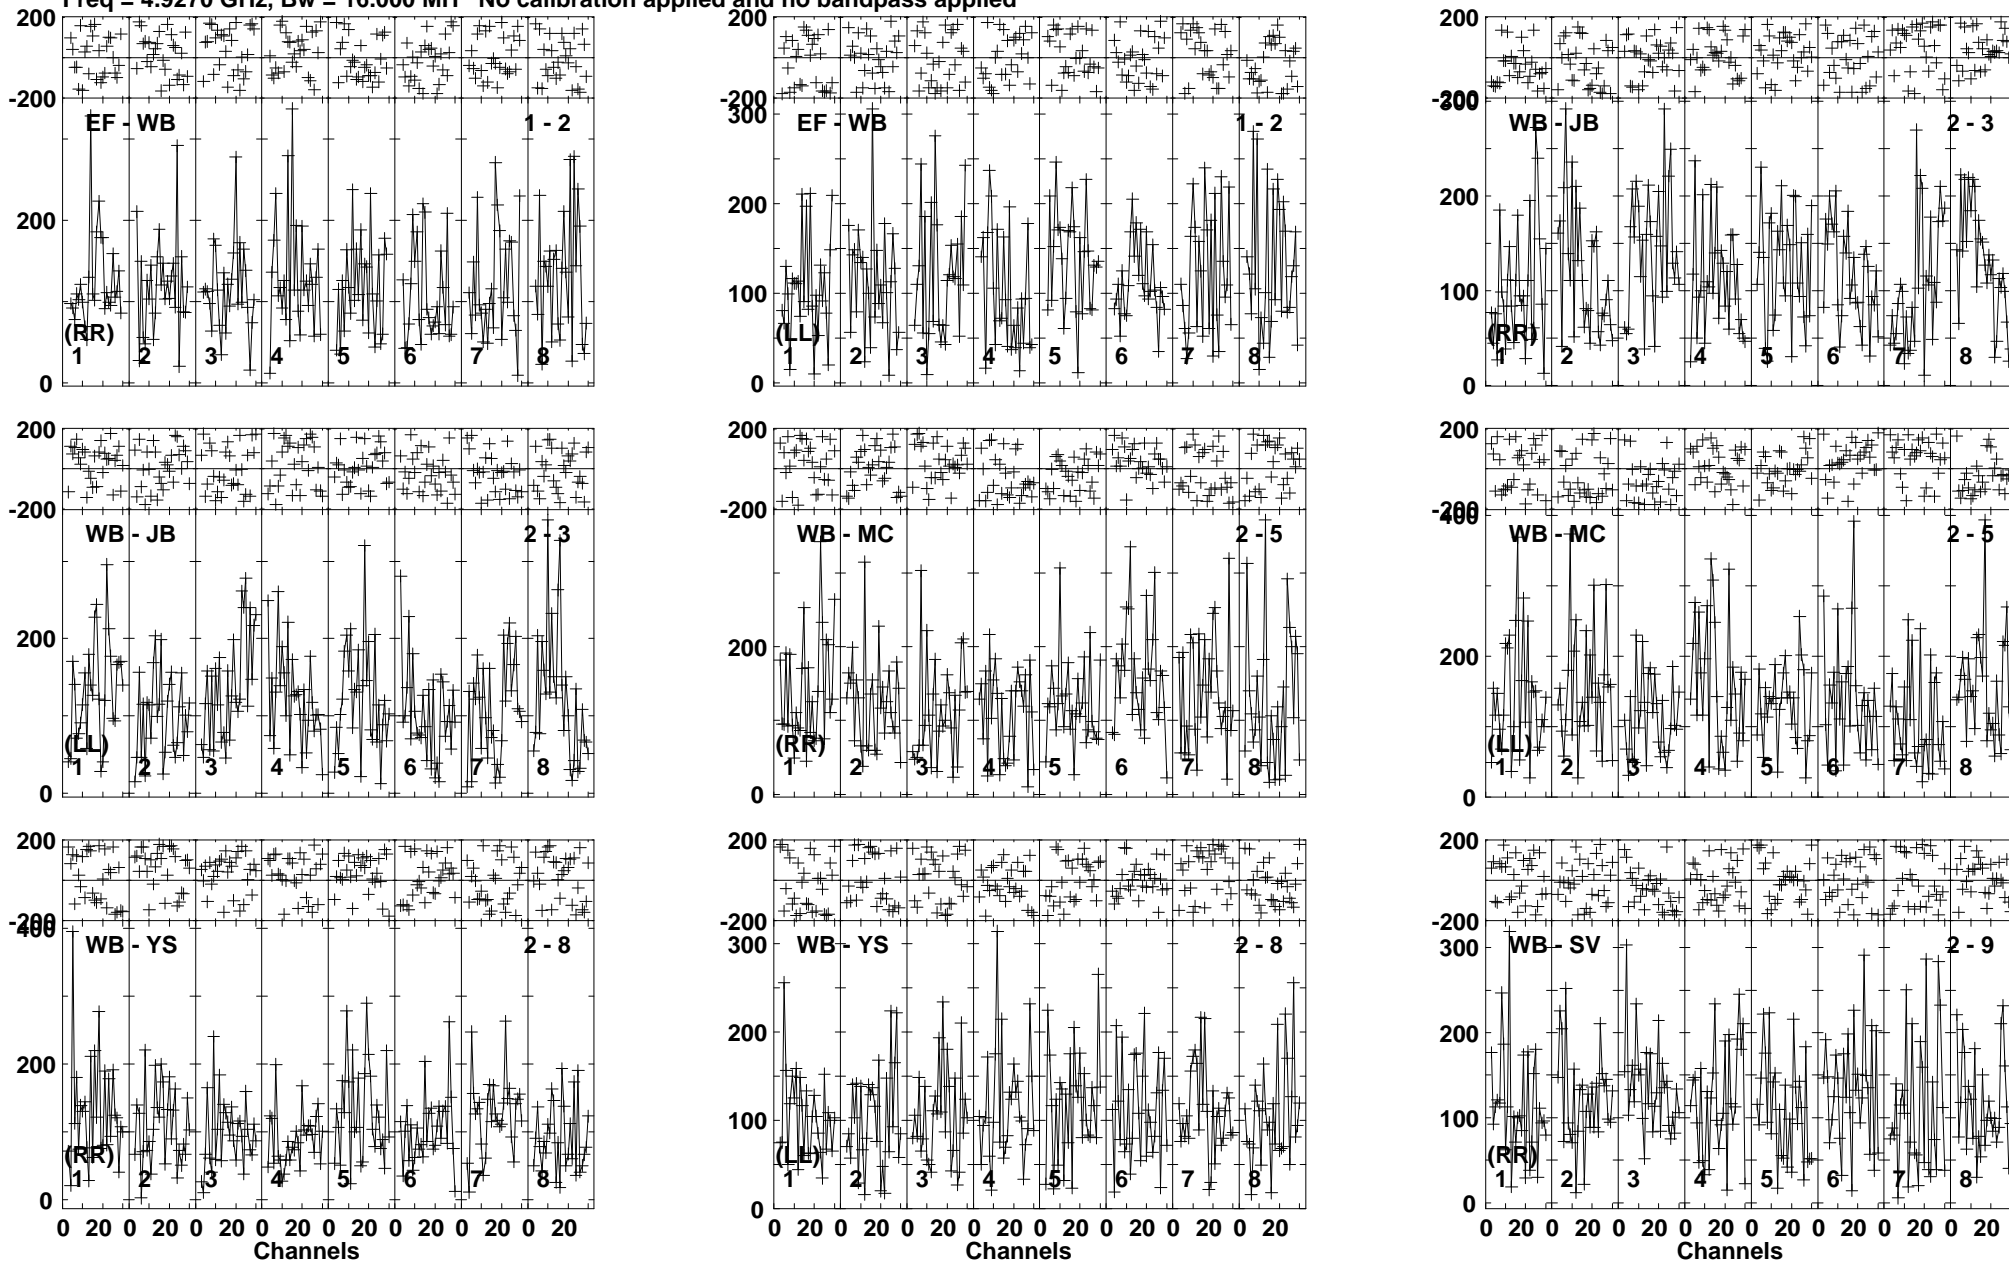 Freq = 4.9270 GHz, Bw = 16.000 MH No calibration applied and no bandpass applied
200 200 200
-200 -200 -200
300 300
EF - WB 1 - 2 EF - WB 1 - 2 WB - JB 2 - 3
200 200 200
100 100
(RR) (LL) (RR)
1 2 3 4 5 6 7 8 1 2 3 4 5 6 7 8 1 2 3 4 5 6 7 8
0 0 0
200 200 200
-200 -200 -200
400
WB - JB 2 - 3 WB - MC 2 - 5 WB - MC 2 - 5
200 200 200
(LL) (RR) (LL)
1 2 3 4 5 6 7 8 1 2 3 4 5 6 7 8 1 2 3 4 5 6 7 8
0 0 0
200 200 200
-200 -200 -200
400
WB - YS 2 - 8 WB - YS 2 - 8 WB - SV 2 - 9
300 300
200 200 200
100 100
(RR) (LL) (RR)
1 2 3 4 5 6 7 8 1 2 3 4 5 6 7 8 1 2 3 4 5 6 7 8
0 0 0
0 20 0 20 0 20 0 20 0 20 0 20 0 20 0 20 0 20 0 20 0 20 0 20 0 20 0 20 0 20 0 20 0 20 0 20 0 20 0 20 0 20 0 20 0 20 0 20
Channels Channels Channels